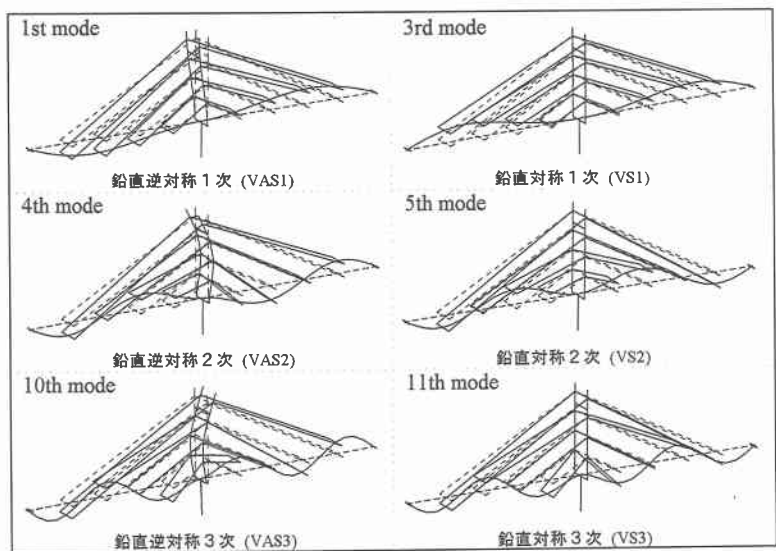 1st mode
3rd mode
鉛直逆対称1次 (VAS1)
鉛直対称1次 (VS1)
4th mode
5th mode
鉛直逆対称2次 (VAS2)
鉛直対称2次 (VS2)
10th mode
11th mode
鉛直逆対称3次 (VAS3)
鉛直対称3次 (VS3)